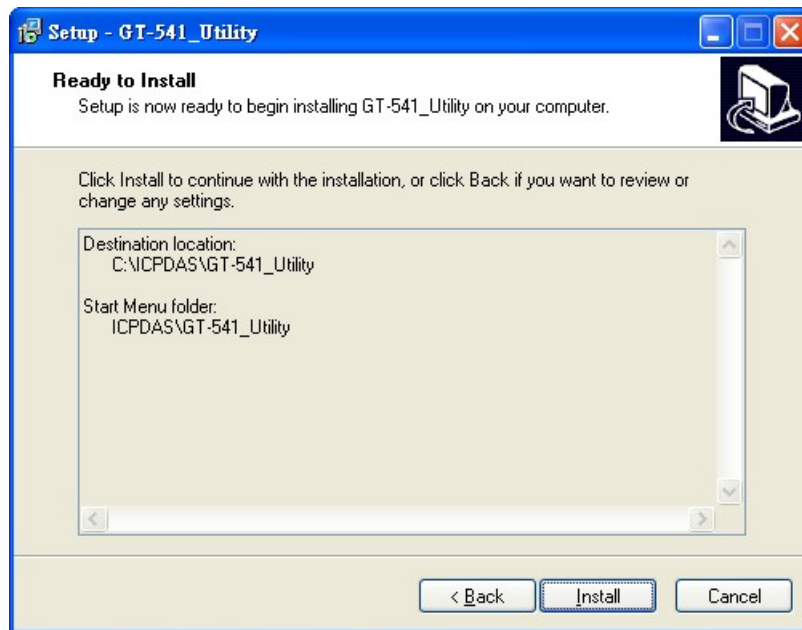 Setup - GT-541_Utility
Ready to Install
Setup is now ready to begin installing GT-541_Utility on your computer.
Click Install to continue with the installation, or click Back if you want to review or
change any settings.
Destination location:
C:\ICPDAS\GT-541_Utility
Start Menu folder:
ICPDAS\GT-541_Utility
< Back
Install
Cancel